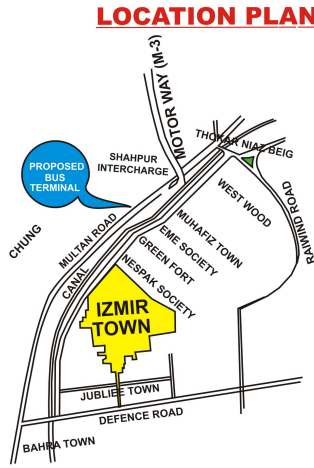 LOCATION PLAN
MOTOR WAY (M-3)
THOKAR NIAZ BEIG
SHAHPUR
INTERCHARGE
PROPOSED
BUS
TERMINAL
WEST WOOD
RAIWIND ROAD
MUHAFIZ TOWN
EME SOCIETY
GREEN FORT
NESPAK SOCIETY
CHUNG
MULTAN ROAD
CANAL
IZMIR
TOWN
JUBLIEE TOWN
DEFENCE ROAD
BAHRA TOWN